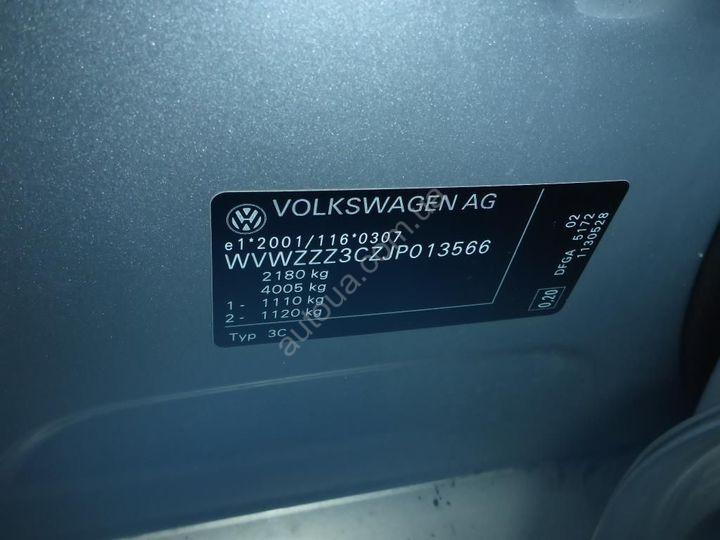 VOLKSWAGEN AG
e1*2001/116*0307
WVWZZZ3CZJP013566
2180 kg
4005 kg
1- 1110 kg
2- 1120 kg
Typ 3C
02
5172
DFGA 1130528
0.20
autoua.com.ua